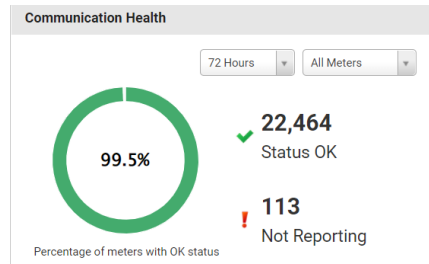 Communication Health
72 Hours
All Meters
99.5%
22,464
Status OK
113
Not Reporting
Percentage of meters with OK status